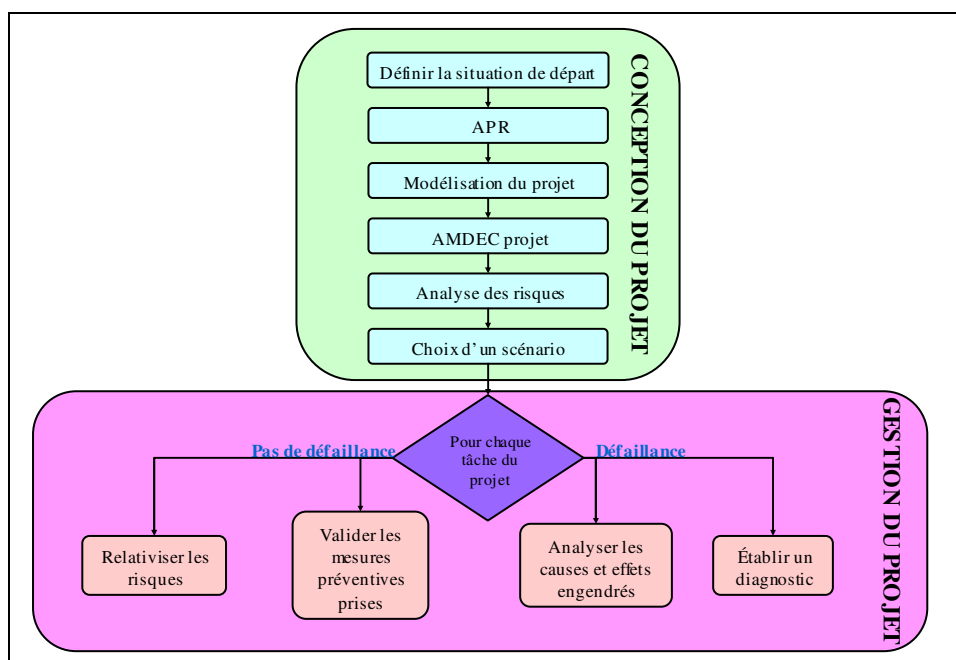 Définir la situation de départ
APR
Modélisation du projet
AMDEC projet
Analyse des risques
Choix d'un scénario
CONCEPTION DU PROJET
Pour chaque
tâche du
projet
Pas de défaillance
Défaillance
Relativiser les
risques
Valider les
mesures
préventives
prises
Analyser les
causes et effets
engendrés
Établir un
diagnostic
GESTION DU PROJET